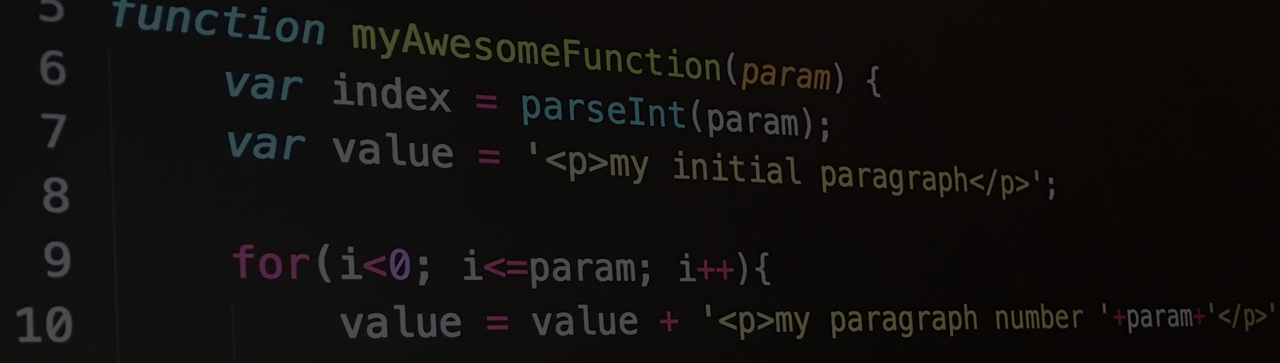 5 function myAwesomeFunction(param) {
6 var index = parseInt(param);
7 var value = '<p>my initial paragraph</p>';
8
9 for(i<0; i<=param; i++){
10 value = value + '<p>my paragraph number '+param+'</p>'